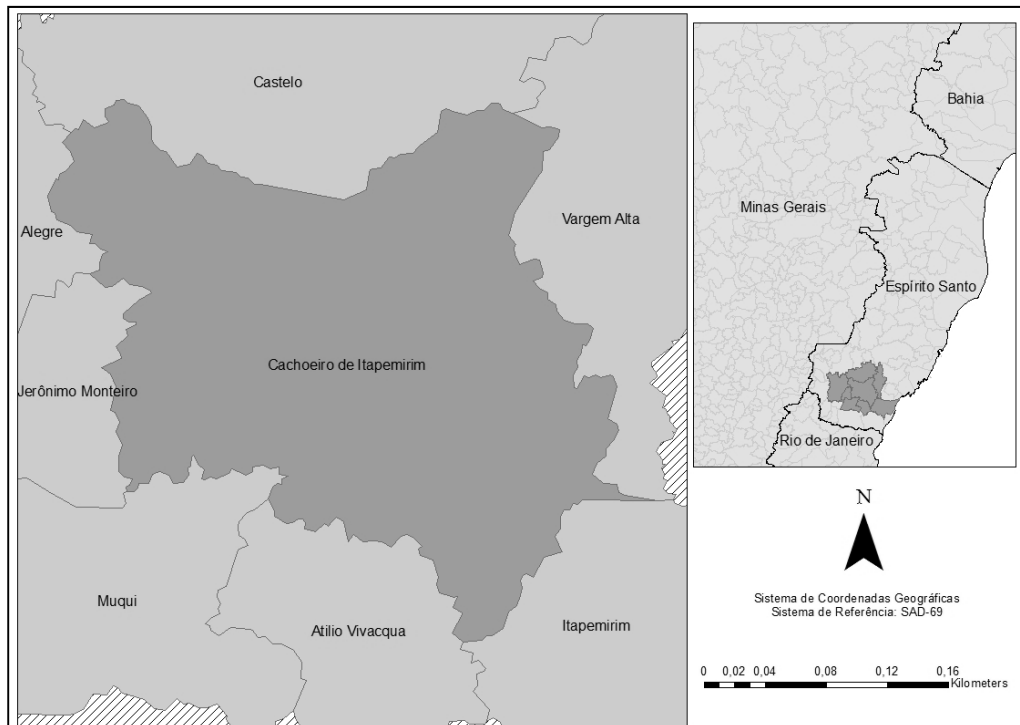 Castelo
Alegre
Vargem Alta
Cachoeiro de Itapemirim
Jerônimo Monteiro
Muqui
Atilio Vivacqua
Itapemirim
Bahia
Minas Gerais
Espírito Santo
Rio de Janeiro
N
Sistema de Coordenadas Geográficas
Sistema de Referência: SAD-69
0 0,02 0,04 0,08 0,12 0,16
Kilometers